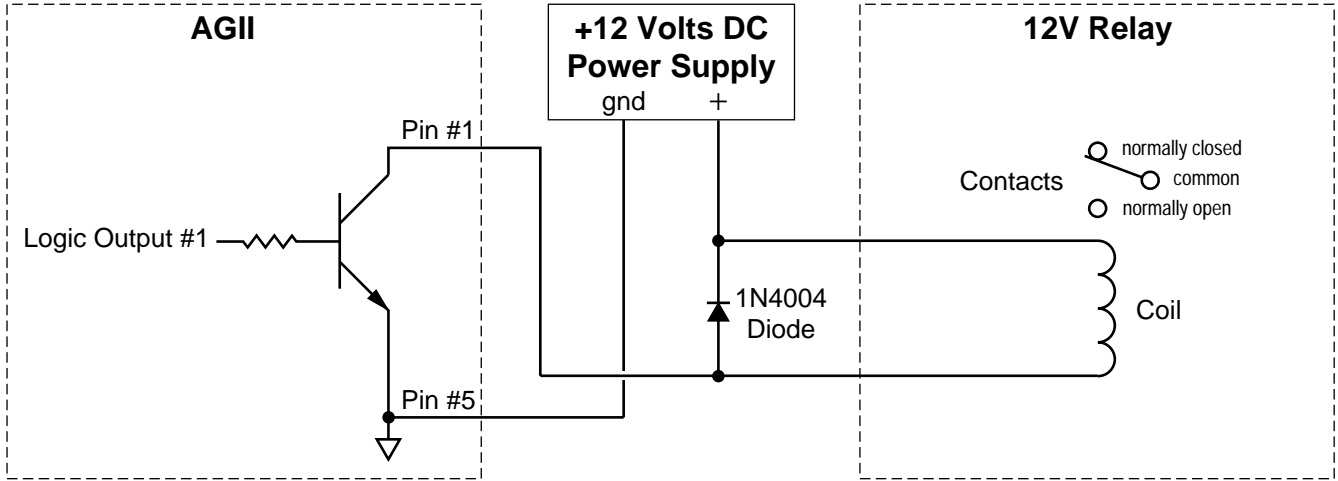 AGII
+12 Volts DC
Power Supply
gnd +
12V Relay
Pin #1
Logic Output #1
Pin #5
1N4004
Diode
Contacts
normally closed
common
normally open
Coil